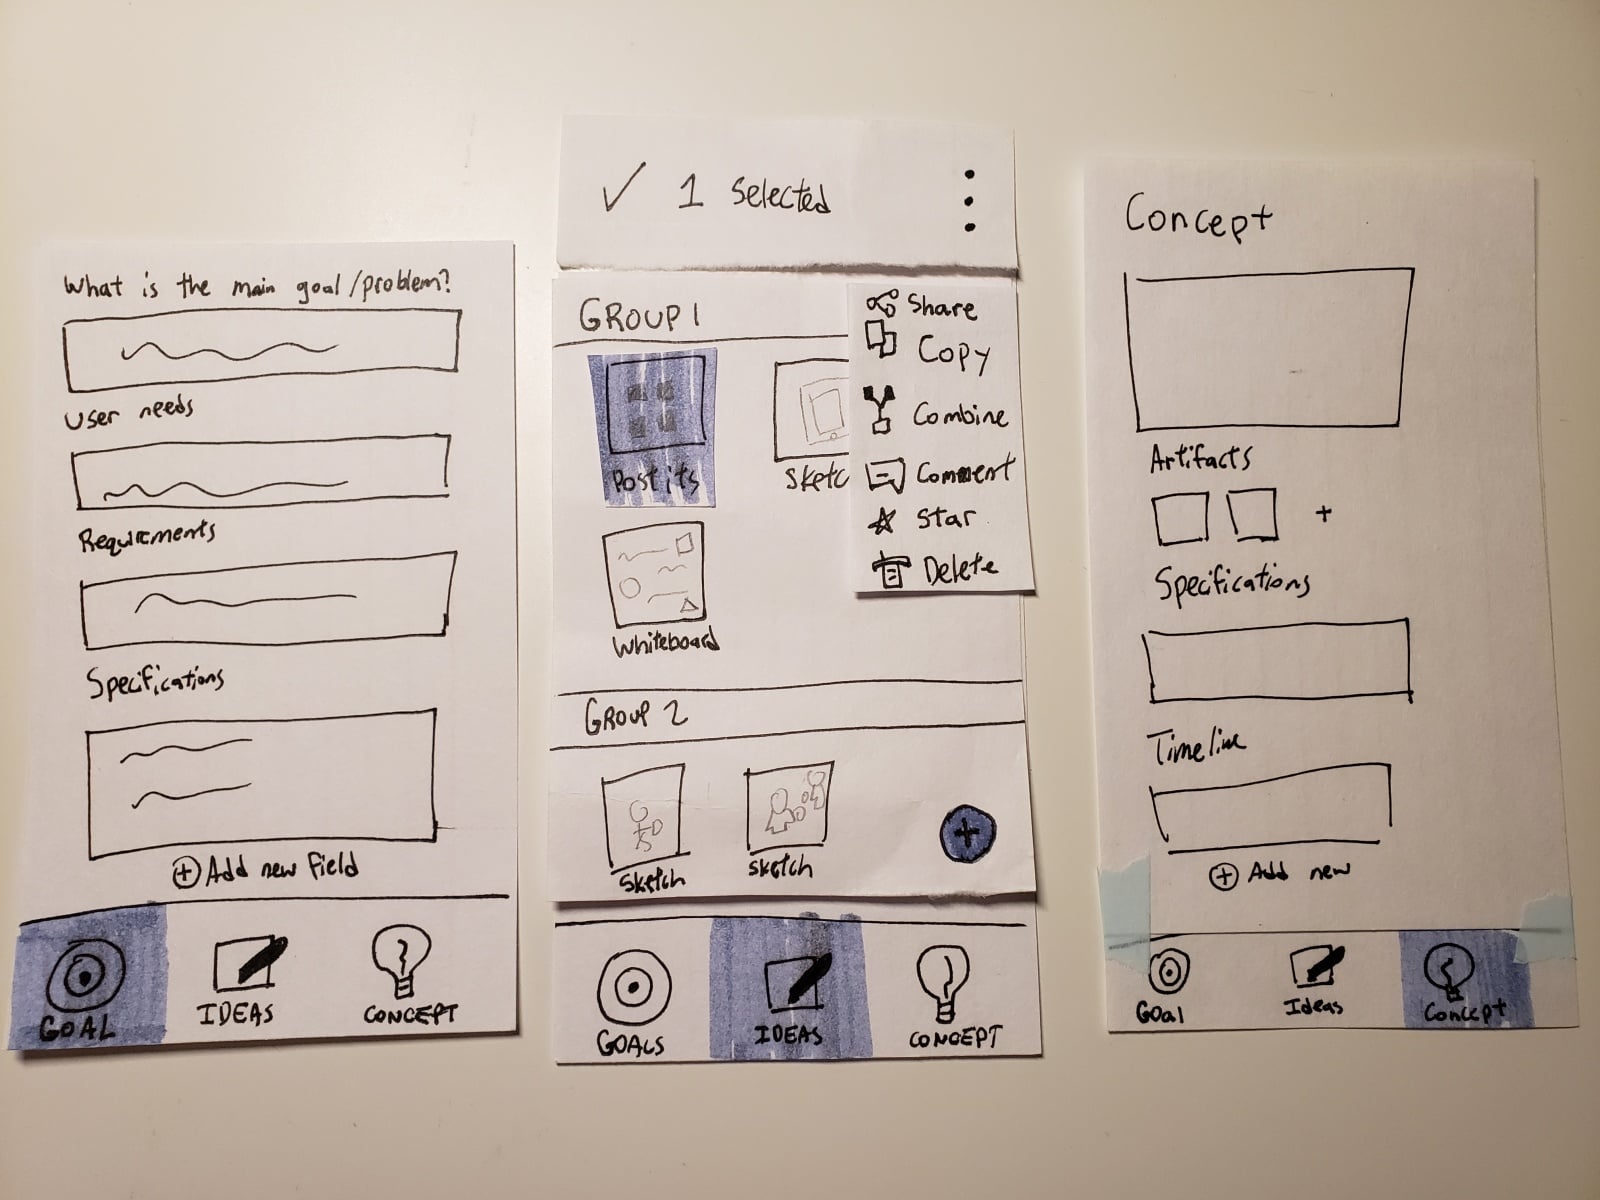 What is the main goal/problem?
User needs
Requirements
Specifications
Add new field
GOAL
IDEAS
CONCEPT
✓ 1 Selected
GROUP 1
Post its
Sketc
Whiteboard
Share
Copy
Combine
Comment
Star
Delete
GROUP 2
Sketch
Sketch
GOALS
IDEAS
CONCEPT
Concept
Artifacts
+
Specifications
Timeline
Add new
Goal
Ideas
Concept